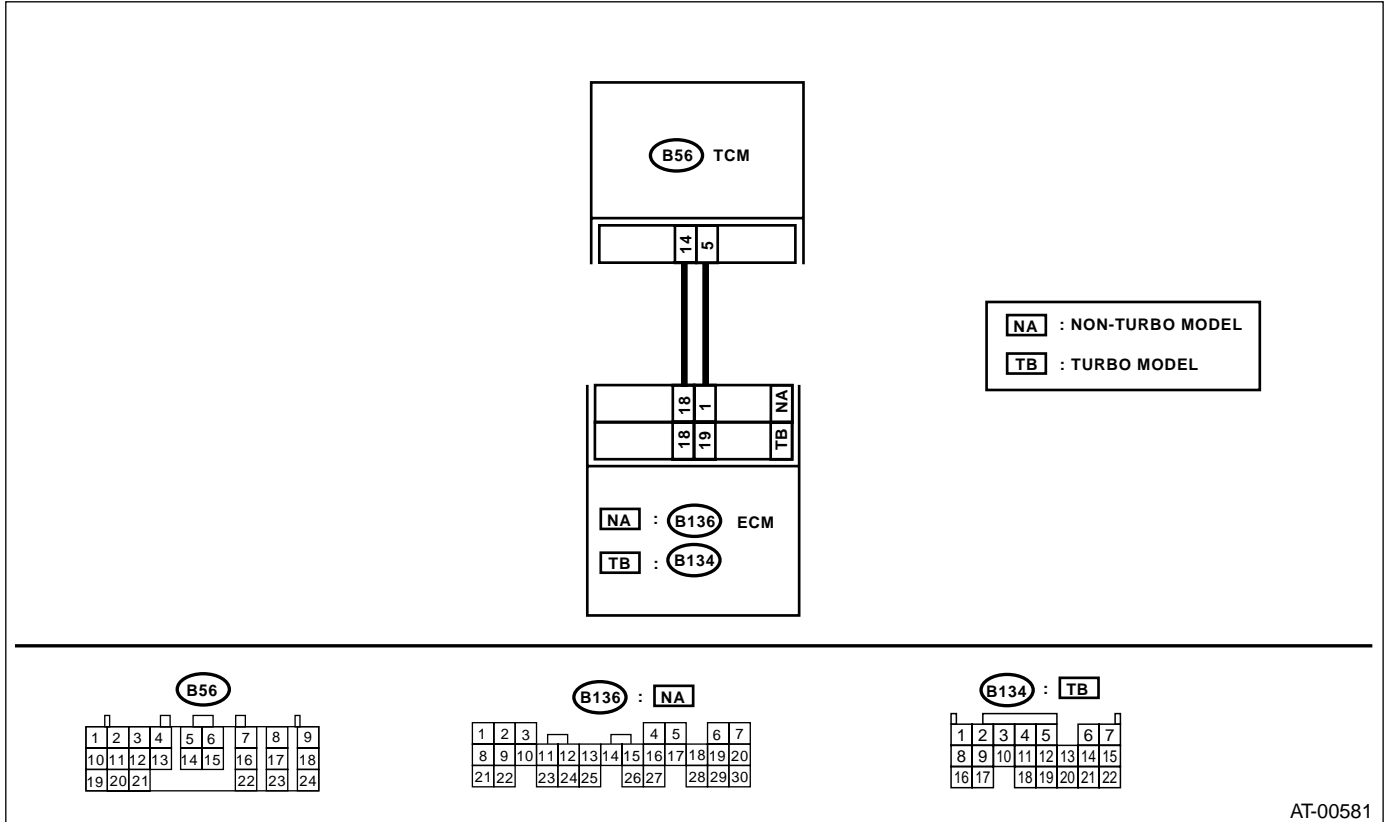 B56 TCM
14 5
NA : NON-TURBO MODEL
TB : TURBO MODEL
18 1 NA
18 19 TB
NA : B136 ECM
TB : B134
B56
1 2 3 4 5 6 7 8 9
10 11 12 13 14 15 16 17 18
19 20 21 22 23 24
B136 : NA
1 2 3 4 5 6 7
8 9 10 11 12 13 14 15 16 17 18 19 20
21 22 23 24 25 26 27 28 29 30
B134 : TB
1 2 3 4 5 6 7
8 9 10 11 12 13 14 15
16 17 18 19 20 21 22
AT-00581